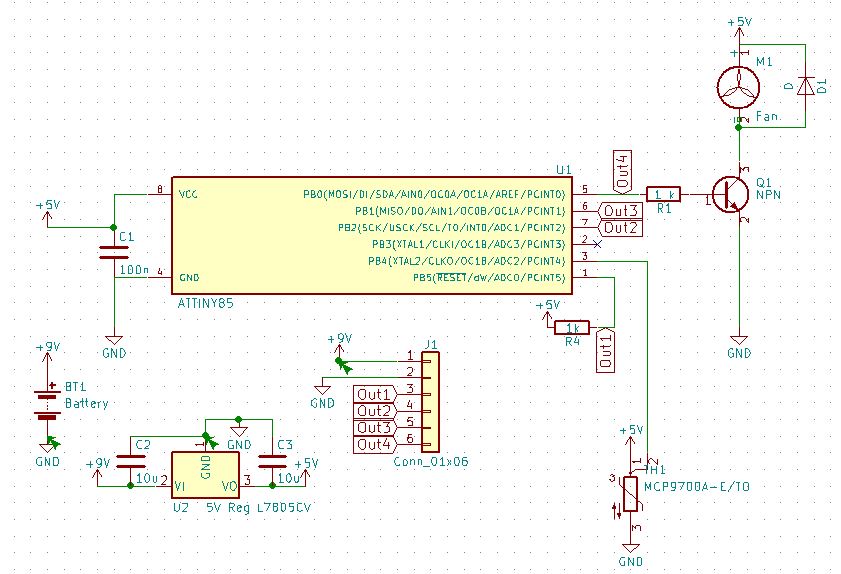 +5V
1
+
M1
D
D1
Fan
2
Out4
3
Q1
NPN
1
2
U1
8
VCC
PB0(MOSI/DI/SDA/AIN0/OC0A/OC1A/AREF/PCINT0)
5
1 k
R1
PB1(MISO/DO/AIN1/OC0B/OC1A/PCINT1)
6
Out3
PB2(SCK/USCK/SCL/T0/INT0/ADC1/PCINT2)
7
Out2
PB3(XTAL1/CLKI/OC1B/ADC3/PCINT3)
2
PB4(XTAL2/CLKO/OC1B/ADC2/PCINT4)
3
4
GND
PB5(RESET/dW/ADC0/PCINT5)
1
ATTINY85
+5V
C1
100n
GND
+5V
1k
R4
Out1
GND
+9V
BT1
+
Battery
GND
+9V
J1
1
2
GND
Out1
3
Out2
4
Out3
5
Out4
6
Conn_01x06
C2
10u
+9V
1
GND
GND
C3
10u
+5V
2
VI
VO
3
U2
5V Reg L7805CV
+5V
1
2
TH1
MCP9700A-E/TO
3
3
GND